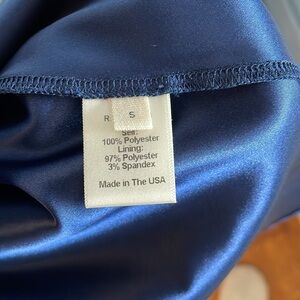 R S
Self:
100% Polyester
Lining:
97% Polyester
3% Spandex
Made in The USA